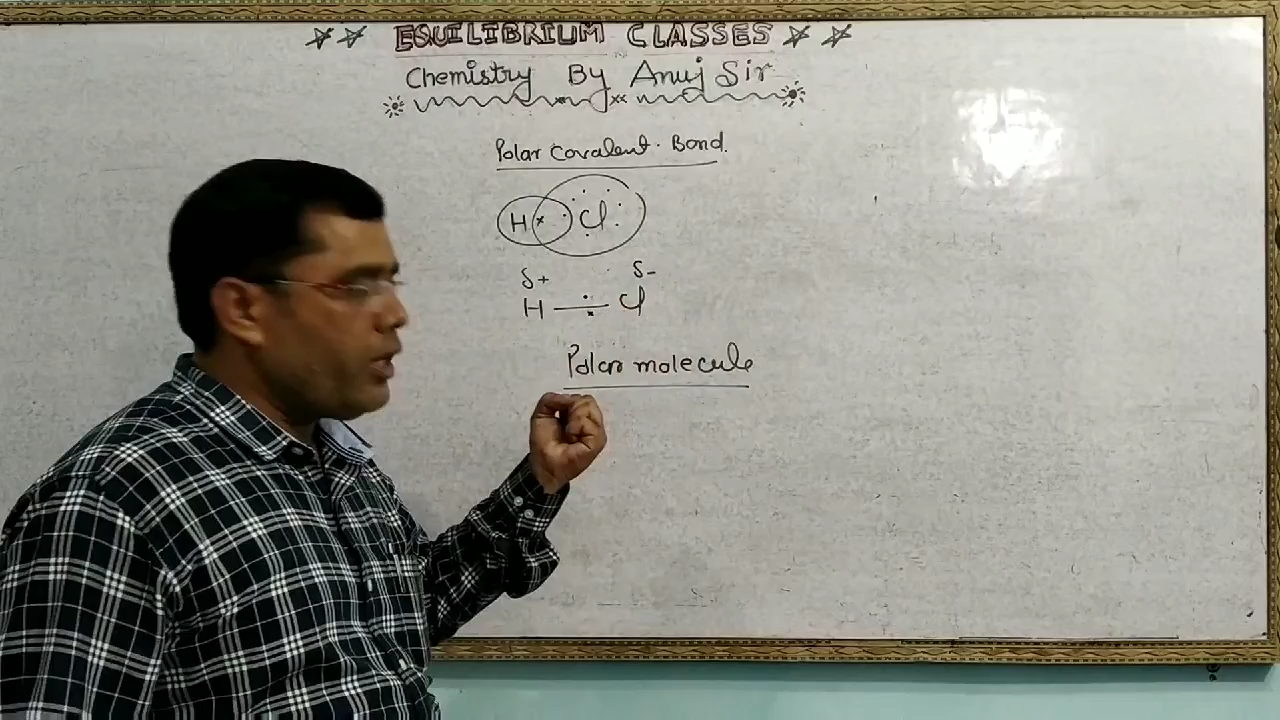 ☆ ☆ EQUILIBRIUM CLASSES ☆ ☆
Chemistry By Anuj Sir
Polar Covalent Bond.
H × · Cl
δ+ δ-
H — Cl
Polar molecule